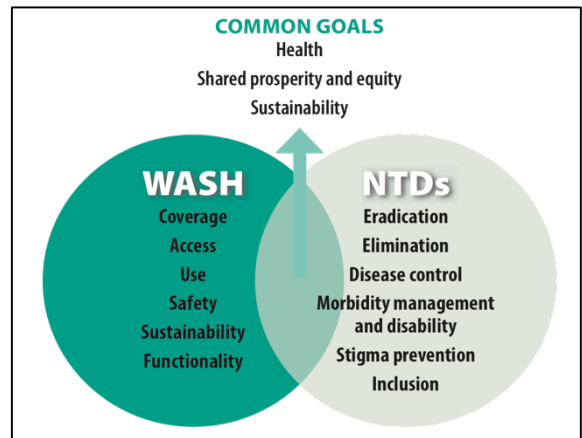 COMMON GOALS
Health
Shared prosperity and equity
Sustainability
WASH
Coverage
Access
Use
Safety
Sustainability
Functionality
NTDs
Eradication
Elimination
Disease control
Morbidity management
and disability
Stigma prevention
Inclusion